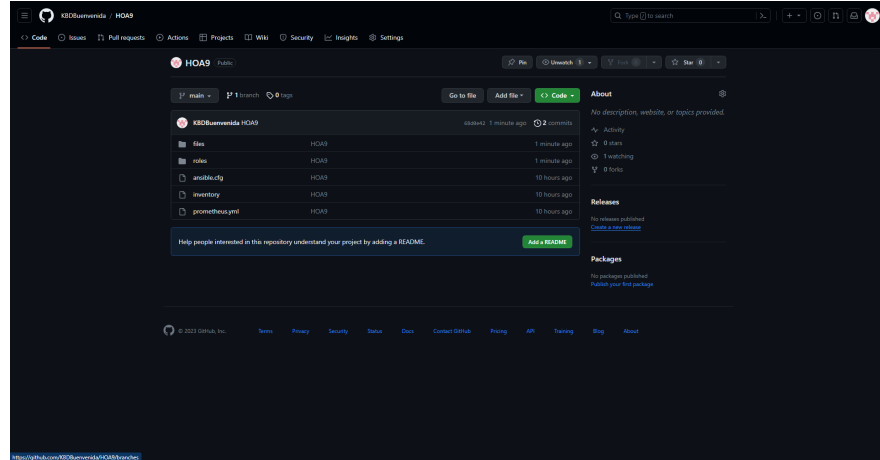 KBDBuenvenida / HOA9
Type / to search
Code Issues Pull requests Actions Projects Wiki Security Insights Settings
HOA9 Public
Pin Unwatch 1 Fork 0 Star 0
main 1 branch 0 tags
Go to file Add file Code
KBDBuenvenida HOA9
1 minute ago 2 commits
files HOA9 1 minute ago
roles HOA9 1 minute ago
ansible.cfg HOA9 10 hours ago
inventory HOA9 10 hours ago
prometheus.yml HOA9 10 hours ago
Help people interested in this repository understand your project by adding a README.
Add a README
About
No description, website, or topics provided.
Activity
0 stars
1 watching
0 forks
Releases
No releases published
Create a new release
Packages
No packages published
Publish your first package
© 2023 GitHub, Inc. Terms Privacy Security Status Docs Contact GitHub Pricing API Training Blog About
https://github.com/KBDBuenvenida/HOA9/branches